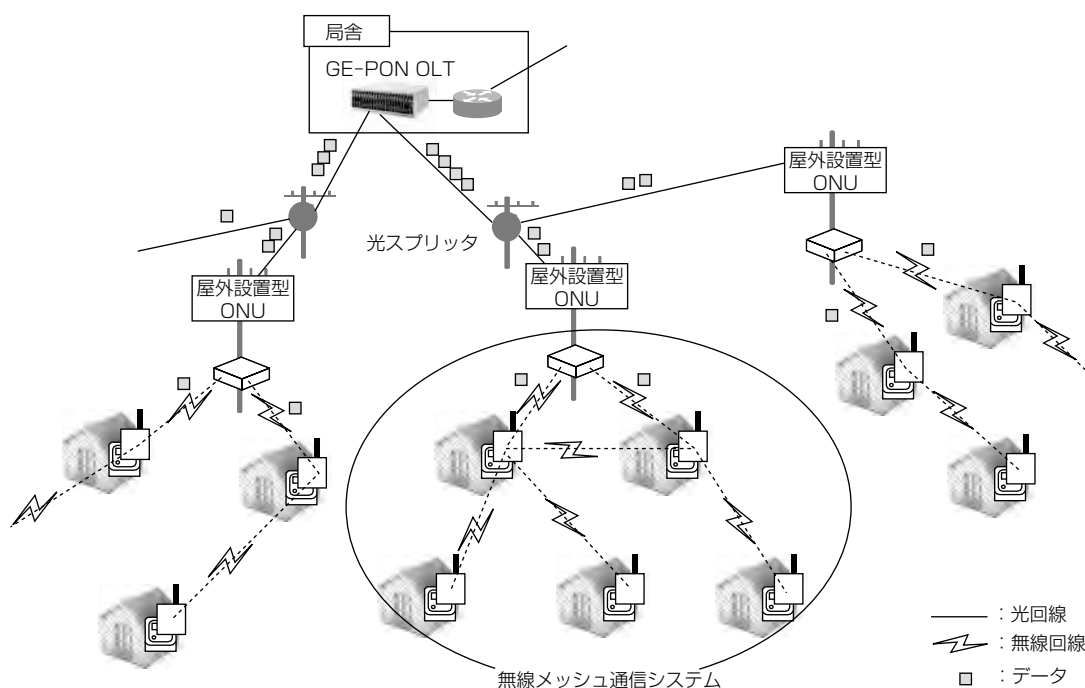 局舎
GE-PON OLT
屋外設置型
ONU
光スプリッタ
屋外設置型
ONU
屋外設置型
ONU
無線メッシュ通信システム
：光回線
：無線回線
：データ